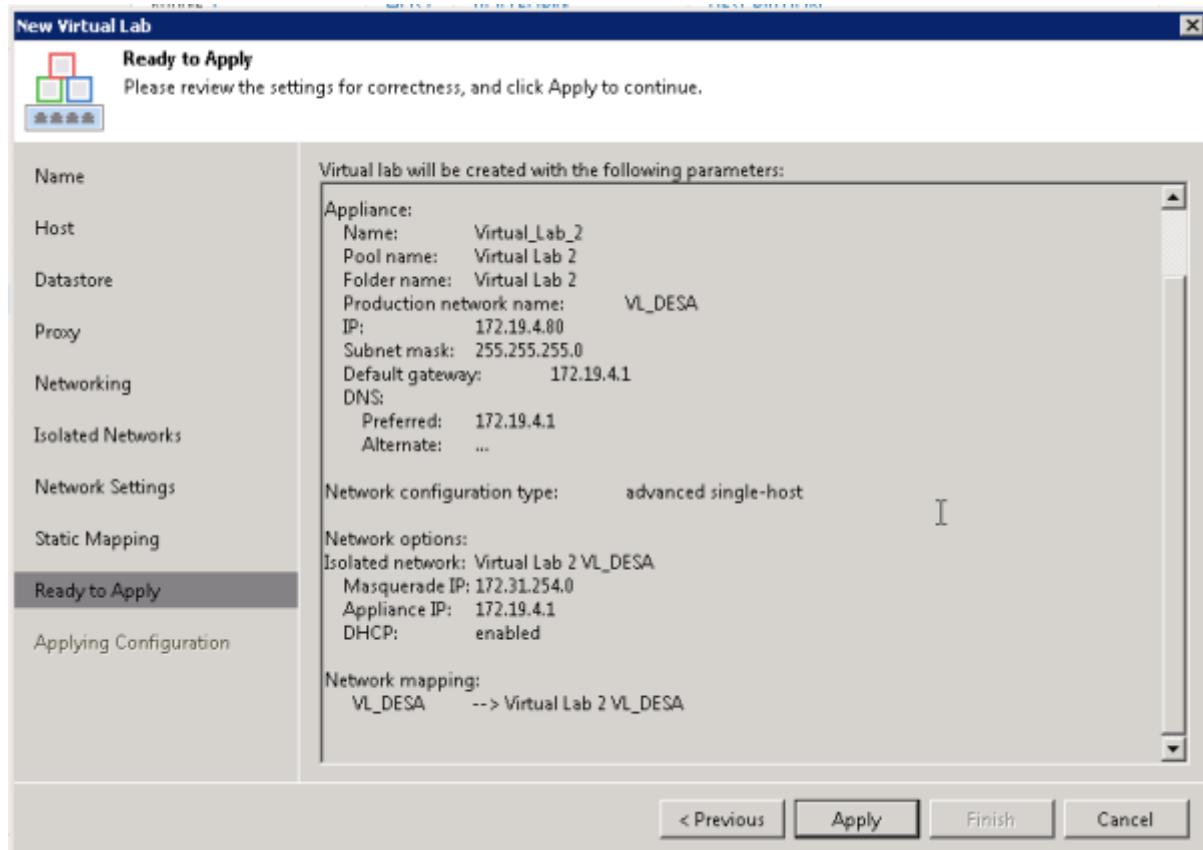 New Virtual Lab
Ready to Apply
Please review the settings for correctness, and click Apply to continue.
Name
Host
Datastore
Proxy
Networking
Isolated Networks
Network Settings
Static Mapping
Ready to Apply
Applying Configuration
Virtual lab will be created with the following parameters:
Appliance:
Name: Virtual_Lab_2
Pool name: Virtual Lab 2
Folder name: Virtual Lab 2
Production network name: VL_DESA
IP: 172.19.4.80
Subnet mask: 255.255.255.0
Default gateway: 172.19.4.1
DNS:
Preferred: 172.19.4.1
Alternate: ...
Network configuration type: advanced single-host
Network options:
Isolated network: Virtual Lab 2 VL_DESA
Masquerade IP: 172.31.254.0
Appliance IP: 172.19.4.1
DHCP: enabled
Network mapping:
VL_DESA --> Virtual Lab 2 VL_DESA
< Previous Apply Finish Cancel